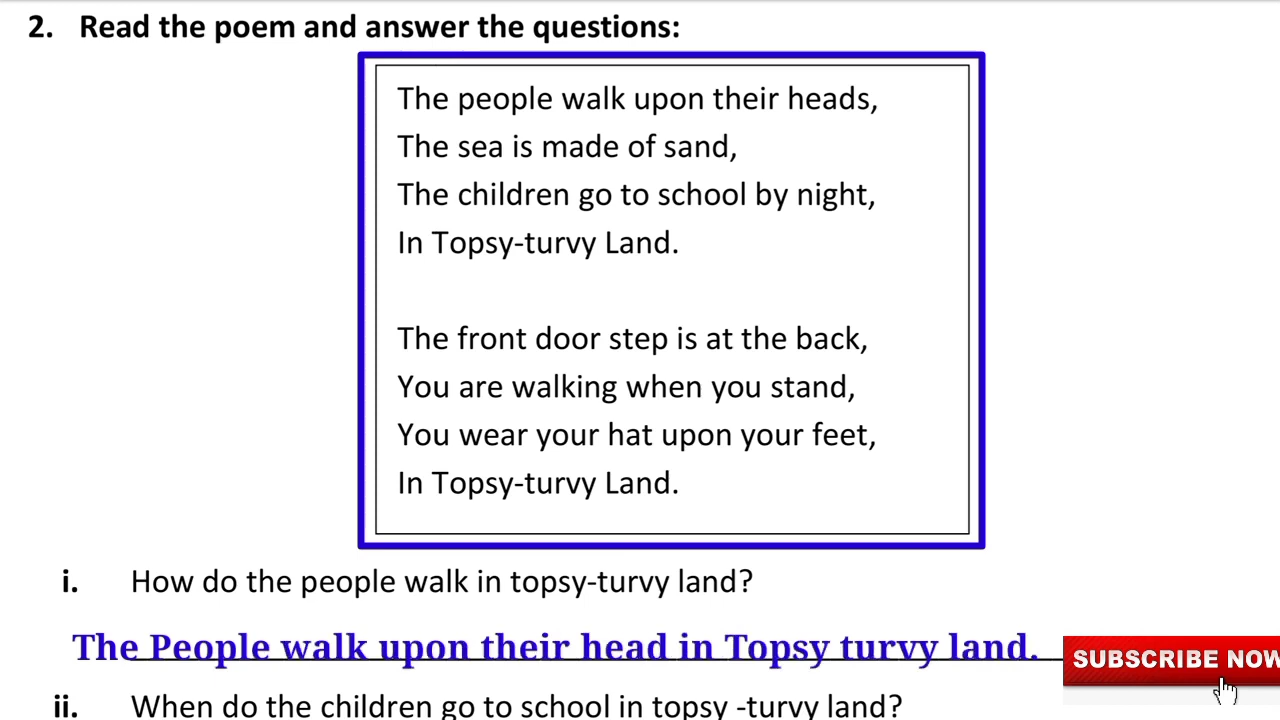 2. Read the poem and answer the questions:
The people walk upon their heads,
The sea is made of sand,
The children go to school by night,
In Topsy-turvy Land.
The front door step is at the back,
You are walking when you stand,
You wear your hat upon your feet,
In Topsy-turvy Land.
i. How do the people walk in topsy-turvy land?
The People walk upon their head in Topsy turvy land.
SUBSCRIBE NOW
ii. When do the children go to school in topsy -turvy land?